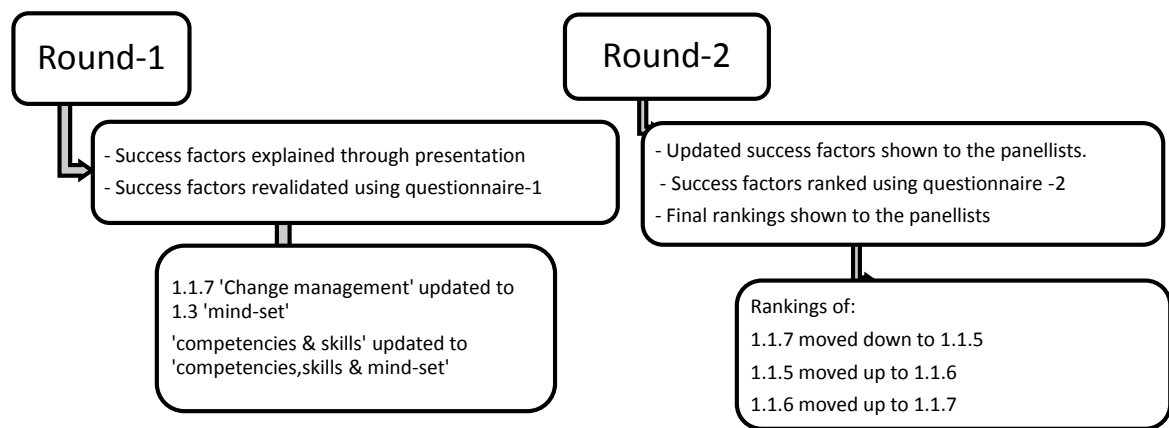 Round-1
- Success factors explained through presentation
- Success factors revalidated using questionnaire-1
1.1.7 'Change management' updated to
1.3 'mind-set'
'competencies & skills' updated to
'competencies,skills & mind-set'
Round-2
- Updated success factors shown to the panellists.
- Success factors ranked using questionnaire -2
- Final rankings shown to the panellists
Rankings of:
1.1.7 moved down to 1.1.5
1.1.5 moved up to 1.1.6
1.1.6 moved up to 1.1.7